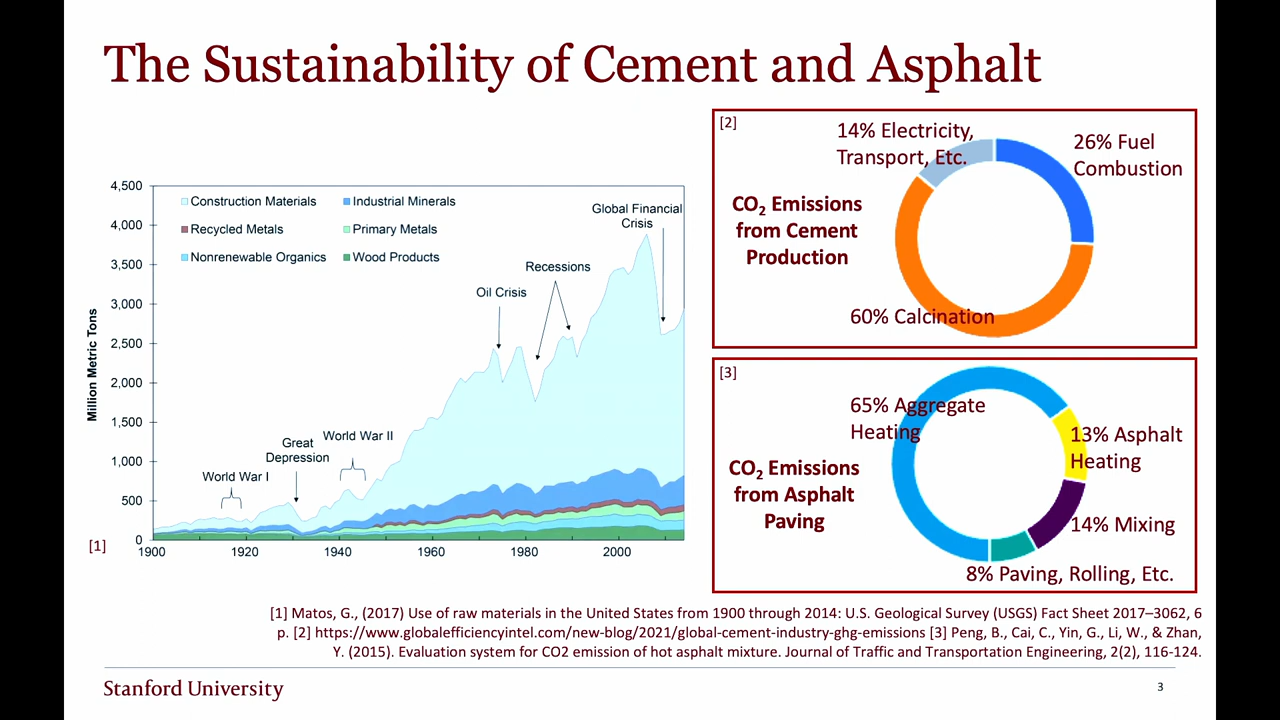 The Sustainability of Cement and Asphalt
4,500
4,000
3,500
3,000
2,500
2,000
1,500
1,000
500
0
Million Metric Tons
Construction Materials
Industrial Minerals
Recycled Metals
Primary Metals
Nonrenewable Organics
Wood Products
World War I
Great
Depression
World War II
Oil Crisis
Recessions
Global Financial
Crisis
1900
1920
1940
1960
1980
2000
[1]
[2]
14% Electricity,
Transport, Etc.
26% Fuel
Combustion
CO₂ Emissions
from Cement
Production
60% Calcination
[3]
65% Aggregate
Heating
13% Asphalt
Heating
CO₂ Emissions
from Asphalt
Paving
14% Mixing
8% Paving, Rolling, Etc.
[1] Matos, G., (2017) Use of raw materials in the United States from 1900 through 2014: U.S. Geological Survey (USGS) Fact Sheet 2017–3062, 6
p. [2] https://www.globalefficiencyintel.com/new-blog/2021/global-cement-industry-ghg-emissions [3] Peng, B., Cai, C., Yin, G., Li, W., & Zhan,
Y. (2015). Evaluation system for CO2 emission of hot asphalt mixture. Journal of Traffic and Transportation Engineering, 2(2), 116-124.
Stanford University
3